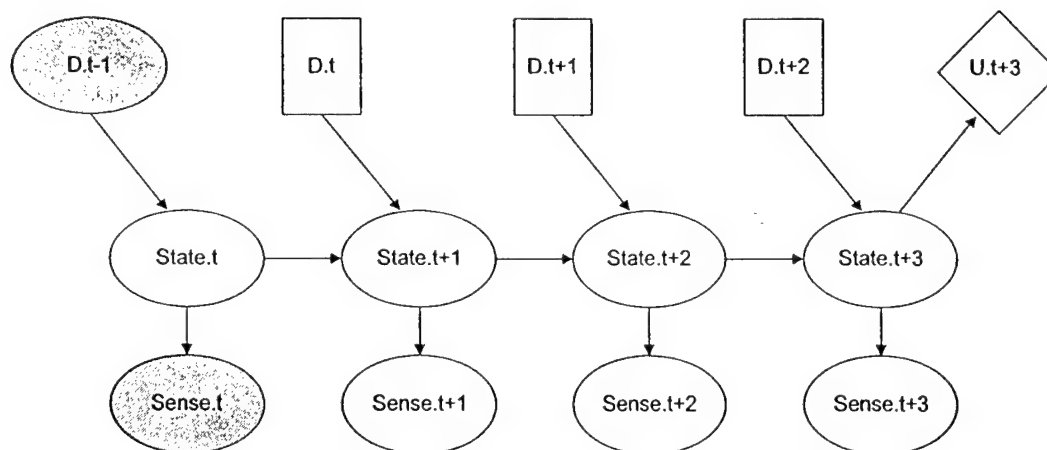 D.t-1
D.t
D.t+1
D.t+2
U.t+3
State.t
State.t+1
State.t+2
State.t+3
Sense.t
Sense.t+1
Sense.t+2
Sense.t+3